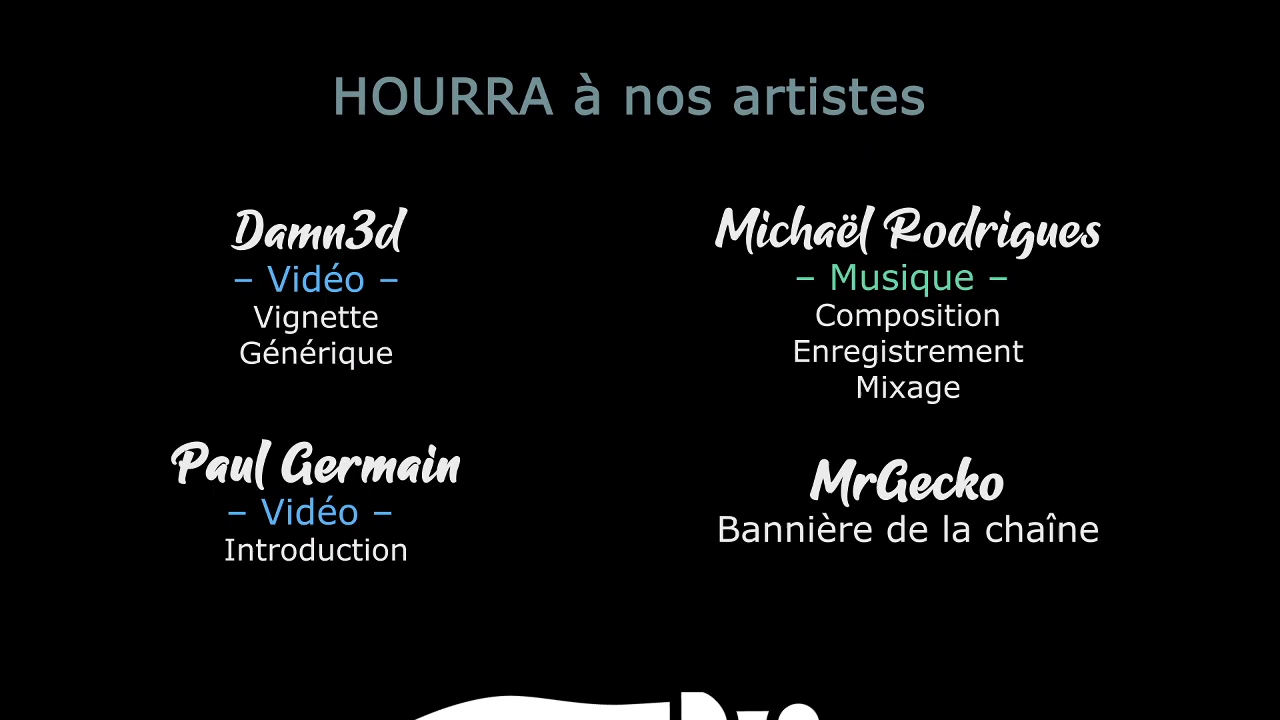 HOURRA à nos artistes
Damn3d
– Vidéo –
Vignette
Générique
Michaël Rodrigues
– Musique –
Composition
Enregistrement
Mixage
Paul Germain
– Vidéo –
Introduction
MrGecko
Bannière de la chaîne